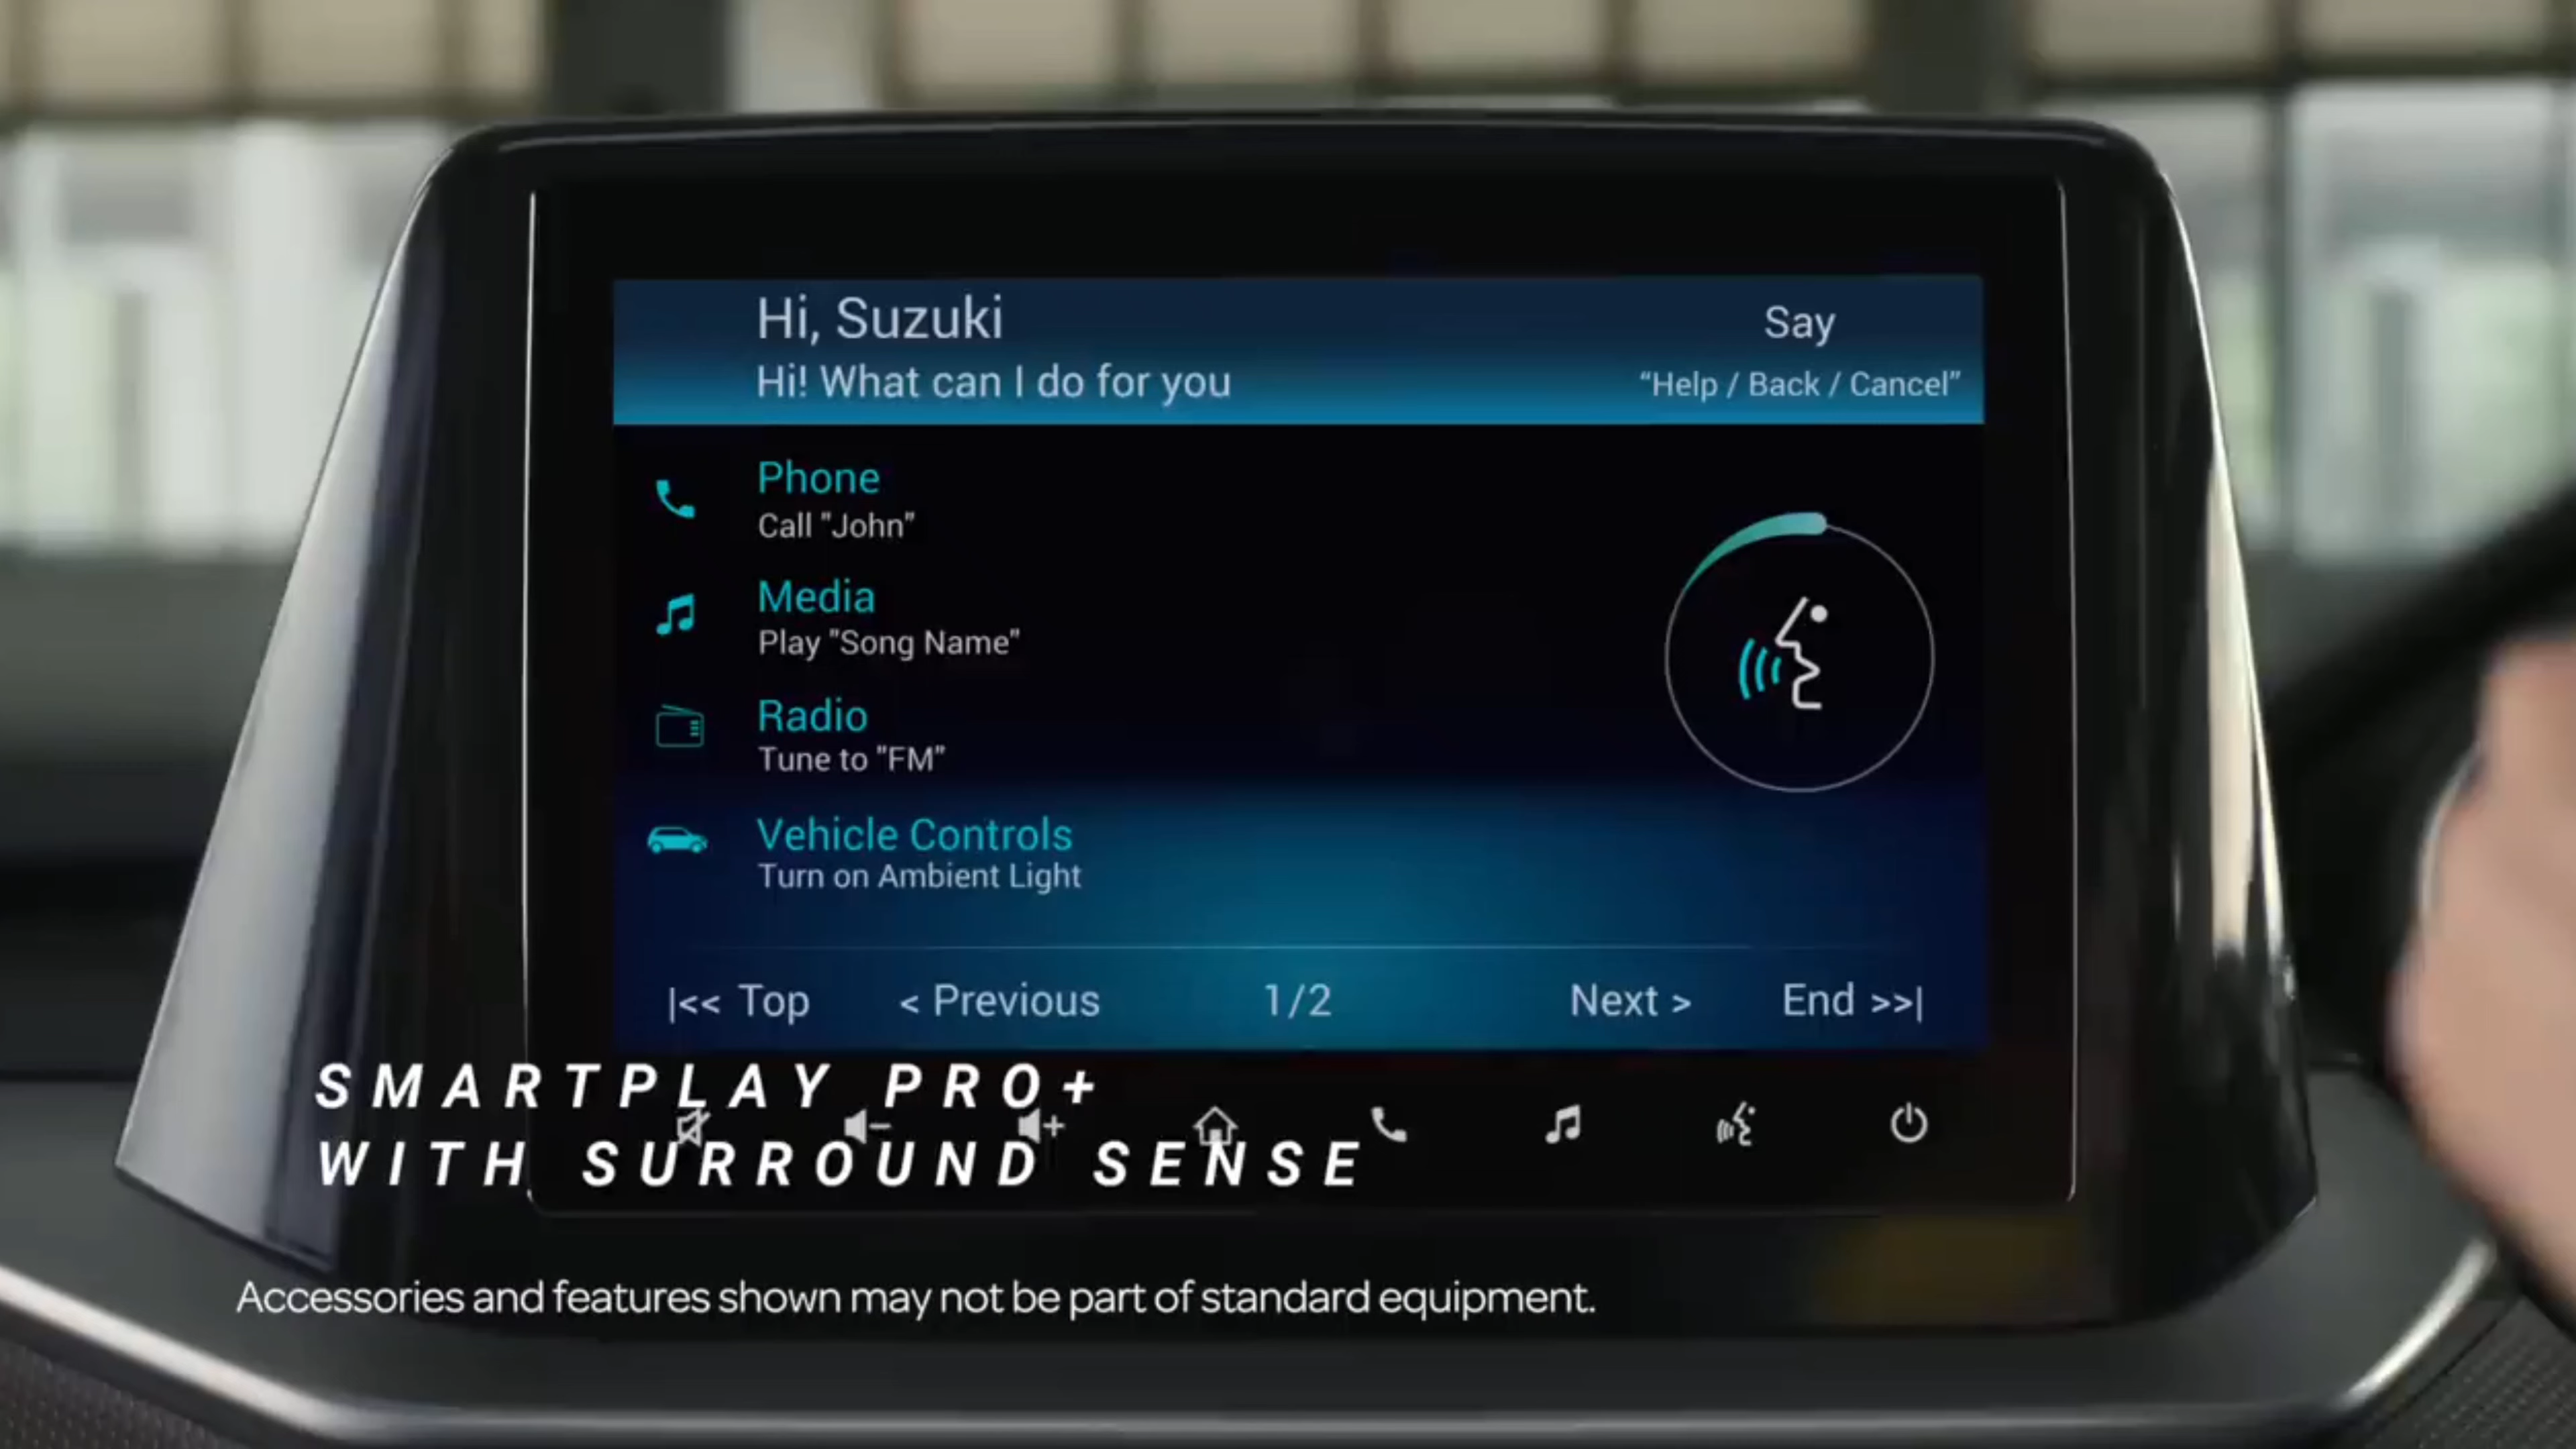 Hi, Suzuki
Say
Hi! What can I do for you
“Help / Back / Cancel”
Phone
Call "John"
Media
Play "Song Name"
Radio
Tune to "FM"
Vehicle Controls
Turn on Ambient Light
|<< Top
< Previous
1/2
Next >
End >>|
SMARTPLAY PRO+
WITH SURROUND SENSE
Accessories and features shown may not be part of standard equipment.